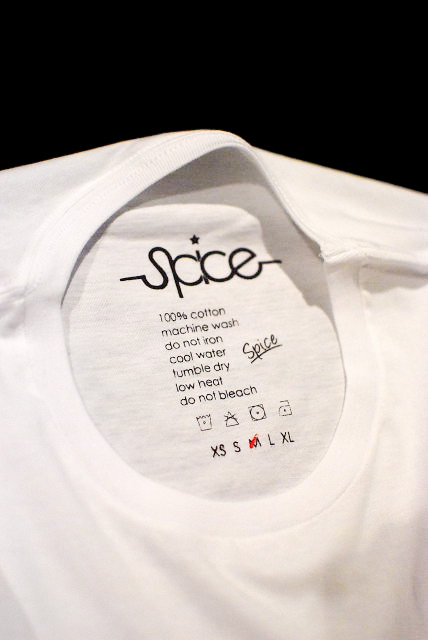 Spice
100% cotton
machine wash
do not iron
cool water
Spice
tumble dry
low heat
do not bleach
XS S M L XL